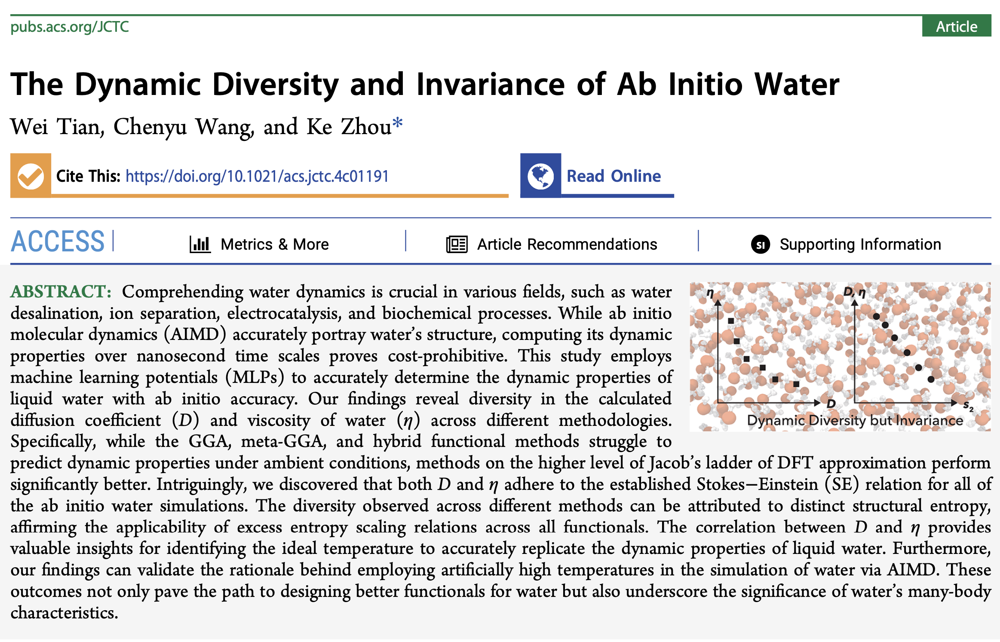 pubs.acs.org/JCTC
Article
The Dynamic Diversity and Invariance of Ab Initio Water
Wei Tian, Chenyu Wang, and Ke Zhou*
Cite This: https://doi.org/10.1021/acs.jctc.4c01191
Read Online
ACCESS
Metrics & More
Article Recommendations
SI Supporting Information
ABSTRACT: Comprehending water dynamics is crucial in various fields, such as water
desalination, ion separation, electrocatalysis, and biochemical processes. While ab initio
molecular dynamics (AIMD) accurately portray water's structure, computing its dynamic
properties over nanosecond time scales proves cost-prohibitive. This study employs
machine learning potentials (MLPs) to accurately determine the dynamic properties of
liquid water with ab initio accuracy. Our findings reveal diversity in the calculated
diffusion coefficient (D) and viscosity of water (η) across different methodologies.
Specifically, while the GGA, meta-GGA, and hybrid functional methods struggle to
predict dynamic properties under ambient conditions, methods on the higher level of Jacob's ladder of DFT approximation perform
significantly better. Intriguingly, we discovered that both D and η adhere to the established Stokes−Einstein (SE) relation for all of
the ab initio water simulations. The diversity observed across different methods can be attributed to distinct structural entropy,
affirming the applicability of excess entropy scaling relations across all functionals. The correlation between D and η provides
valuable insights for identifying the ideal temperature to accurately replicate the dynamic properties of liquid water. Furthermore,
our findings can validate the rationale behind employing artificially high temperatures in the simulation of water via AIMD. These
outcomes not only pave the path to designing better functionals for water but also underscore the significance of water's many-body
characteristics.
η
D
D, η
s₂
Dynamic Diversity but Invariance